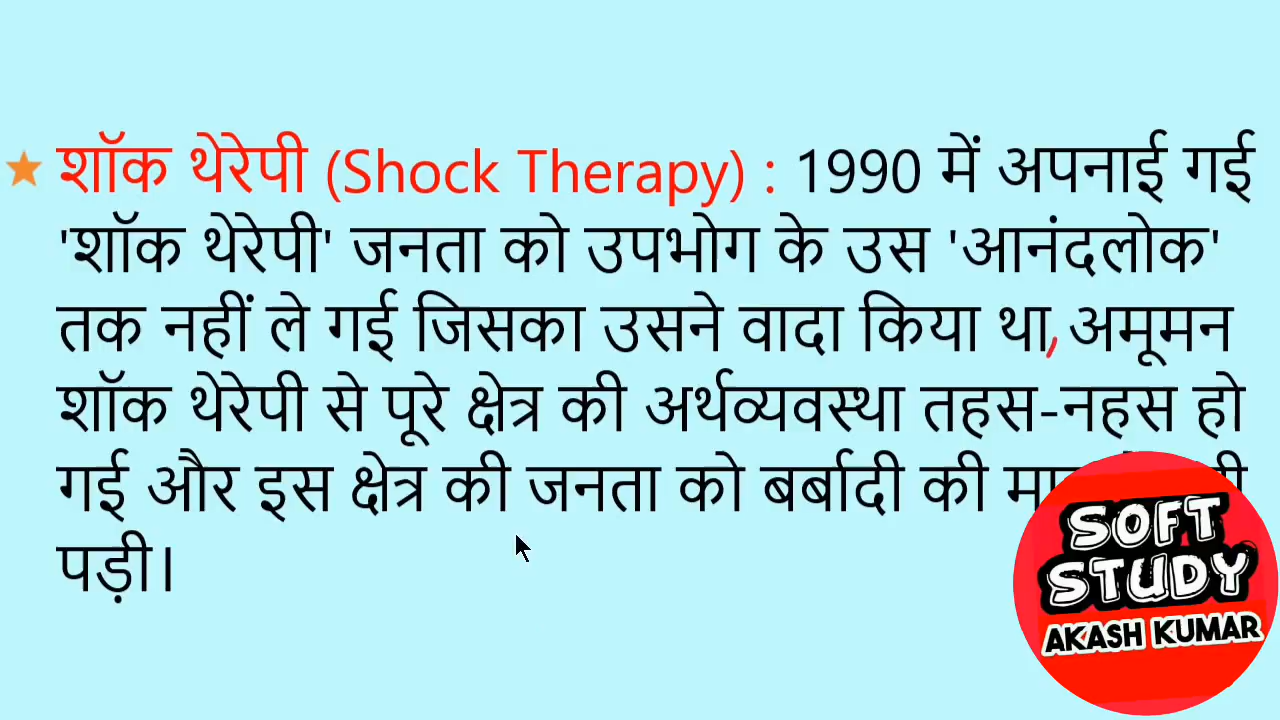 शॉक थेरेपी (Shock Therapy) : 1990 में अपनाई गई
'शॉक थेरेपी' जनता को उपभोग के उस 'आनंदलोक'
तक नहीं ले गई जिसका उसने वादा किया था, अमूमन
शॉक थेरेपी से पूरे क्षेत्र की अर्थव्यवस्था तहस-नहस हो
गई और इस क्षेत्र की जनता को बर्बादी की
पड़ी।
SOFT
STUDY
AKASH KUMAR